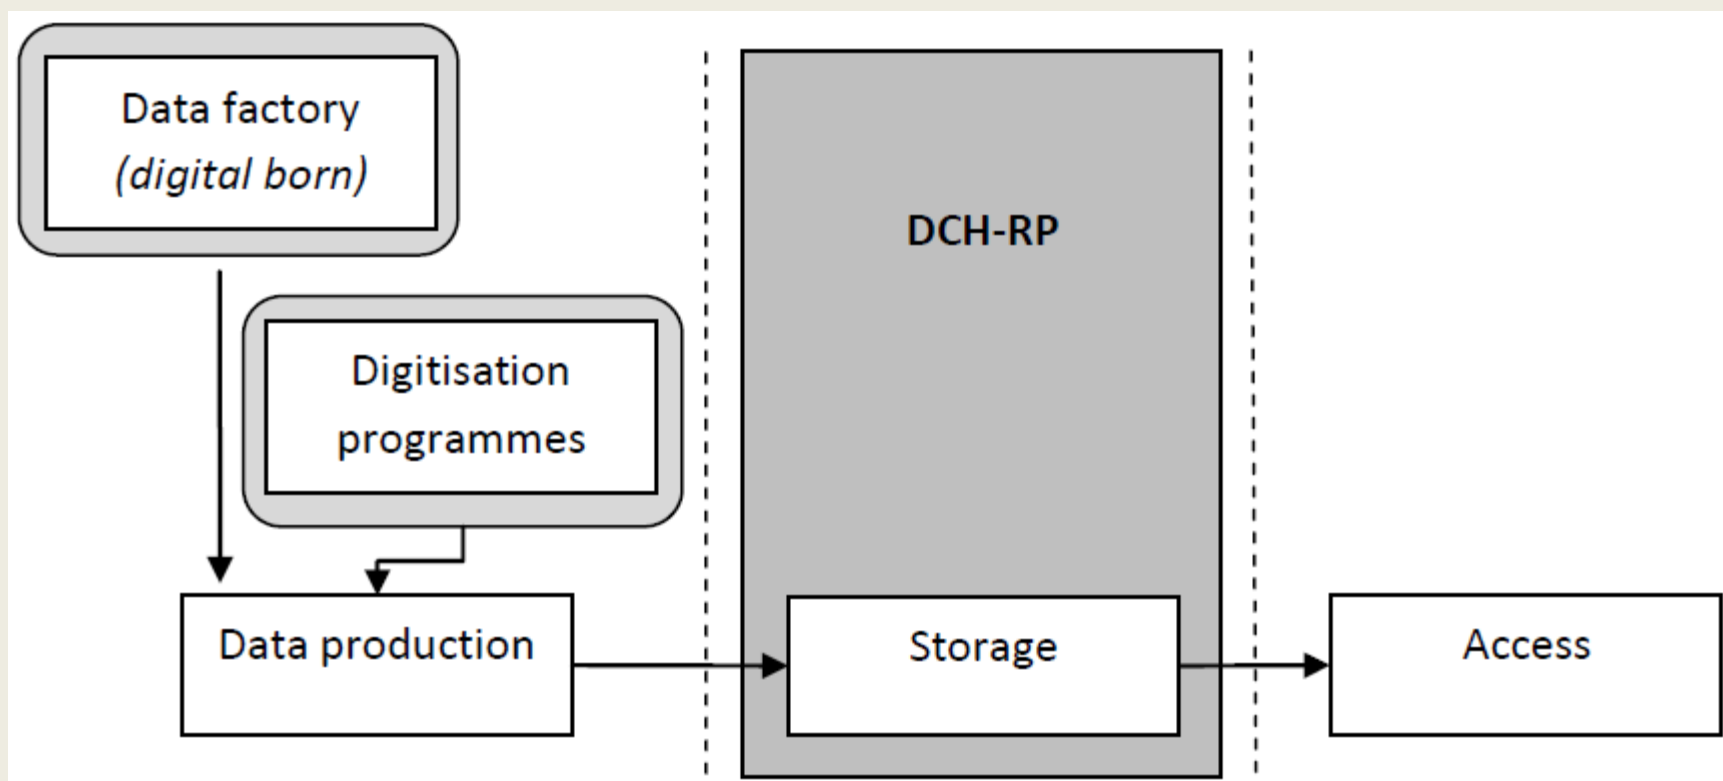 Data factory
(digital born)
Digitisation
programmes
DCH-RP
Data production
Storage
Access